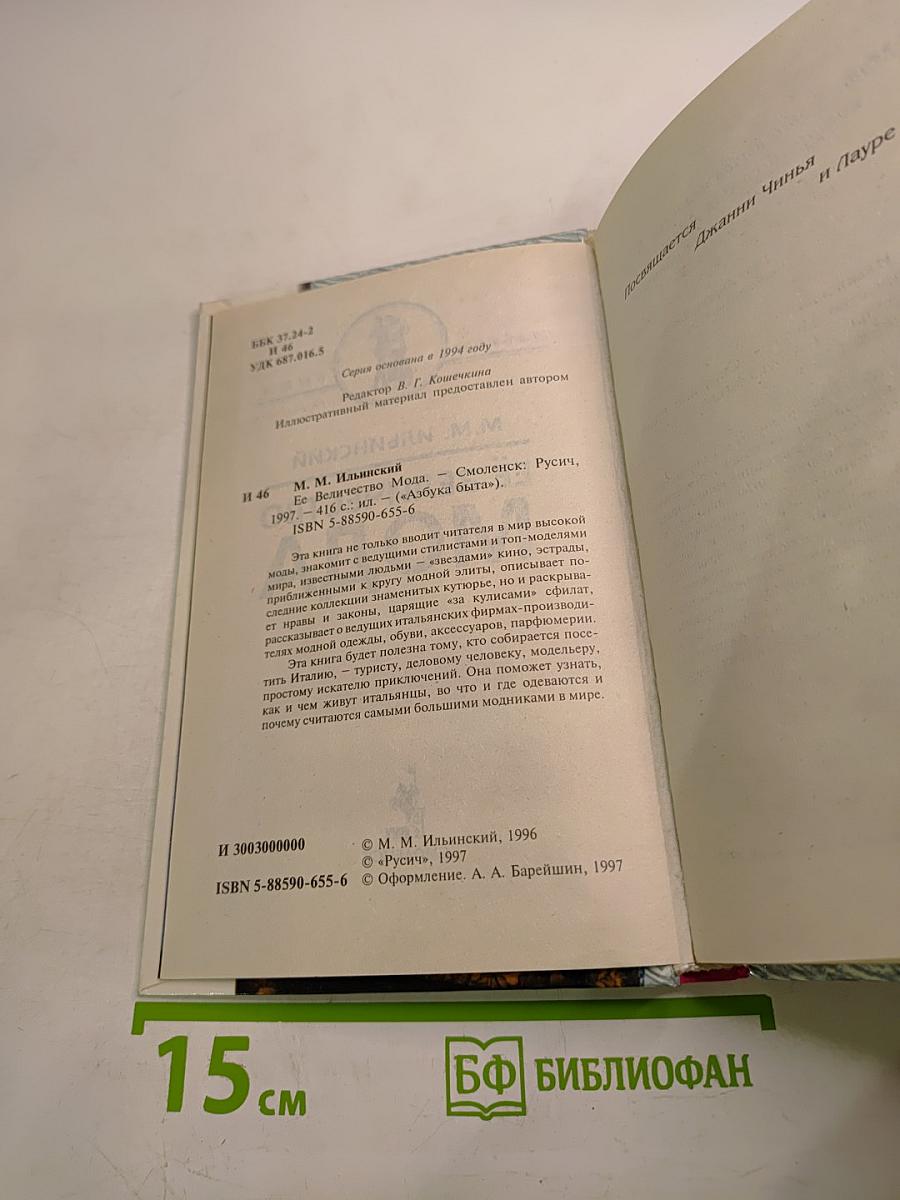 ББК 37.24-2
И 46
УДК 687.016.5
Серия основана в 1994 году
Редактор В. Г. Кошечкина
Иллюстративный материал предоставлен автором
М. М. Ильинский
И 46 Ее Величество Мода. — Смоленск: Русич,
1997. — 416 с.: ил. — («Азбука быта»).
ISBN 5-88590-655-6
Эта книга не только вводит читателя в мир высокой
моды, знакомит с ведущими стилистами и топ-моделями
мира, известными людьми — «звездами» кино, эстрады,
приближенными к кругу модной элиты, описывает по-
следние коллекции знаменитых кутюрье, но и раскрыва-
ет нравы и законы, царящие «за кулисами» сфилат,
рассказывает о ведущих итальянских фирмах-производи-
телях модной одежды, обуви, аксессуаров, парфюмерии.
Эта книга будет полезна тому, кто собирается посе-
тить Италию, — туристу, деловому человеку, модельеру,
простому искателю приключений. Она поможет узнать,
как и чем живут итальянцы, во что и где одеваются и
почему считаются самыми большими модниками в мире.
И 3003000000
ISBN 5-88590-655-6
© М. М. Ильинский, 1996
© «Русич», 1997
© Оформление. А. А. Барейшин, 1997
Посвящается
Джанни Чинья
и Лауре
15 см
БФ БИБЛИОФАН